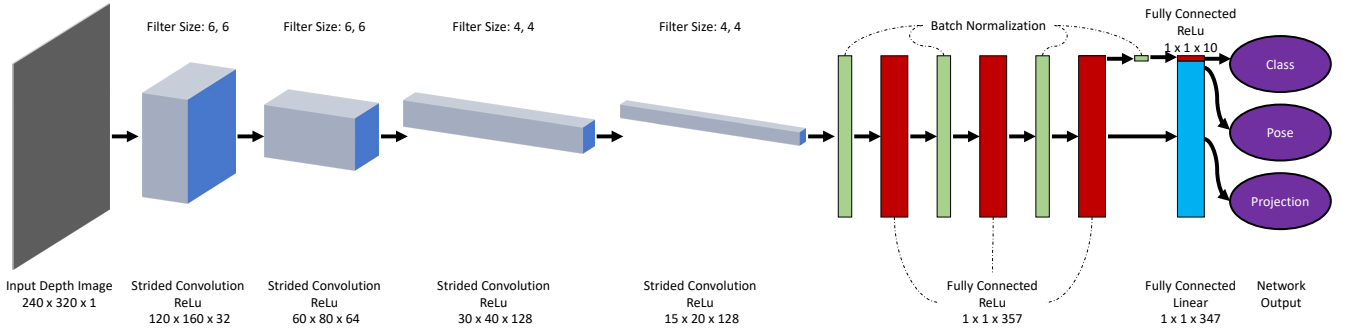 Filter Size: 6, 6
Filter Size: 6, 6
Filter Size: 4, 4
Filter Size: 4, 4
Batch Normalization
Fully Connected
ReLu
1 x 1 x 10
Class
Pose
Projection
Input Depth Image
240 x 320 x 1
Strided Convolution
ReLu
120 x 160 x 32
Strided Convolution
ReLu
60 x 80 x 64
Strided Convolution
ReLu
30 x 40 x 128
Strided Convolution
ReLu
15 x 20 x 128
Fully Connected
ReLu
1 x 1 x 357
Fully Connected
Linear
1 x 1 x 347
Network
Output